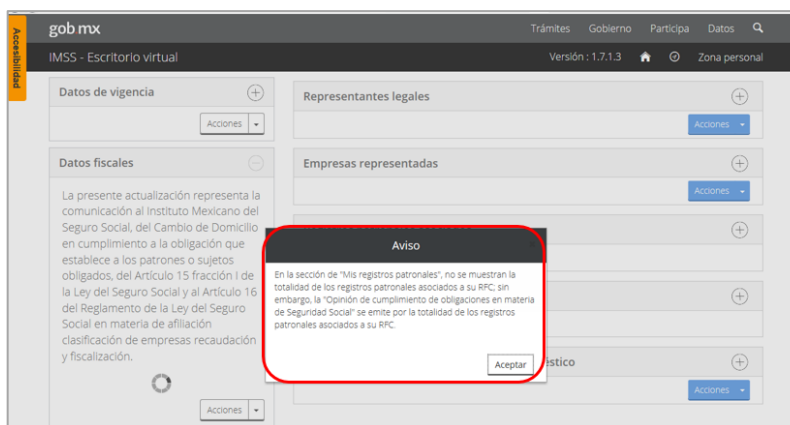 Accesibilidad
gob.mx
Trámites Gobierno Participa Datos
IMSS - Escritorio virtual
Versión : 1.7.1.3 Zona personal
Datos de vigencia
Acciones
Datos fiscales
La presente actualización representa la
comunicación al Instituto Mexicano del
Seguro Social, del Cambio de Domicilio
en cumplimiento a la obligación que
establece a los patrones o sujetos
obligados, del Artículo 15 fracción I de
la Ley del Seguro Social y al Artículo 16
del Reglamento de la Ley del Seguro
Social en materia de afiliación
clasificación de empresas recaudación
y fiscalización.
Acciones
Representantes legales
Acciones
Empresas representadas
Acciones
Aviso
En la sección de "Mis registros patronales", no se muestran la
totalidad de los registros patronales asociados a su RFC; sin
embargo, la "Opinión de cumplimiento de obligaciones en materia
de Seguridad Social" se emite por la totalidad de los registros
patronales asociados a su RFC.
Aceptar
éstico
Acciones